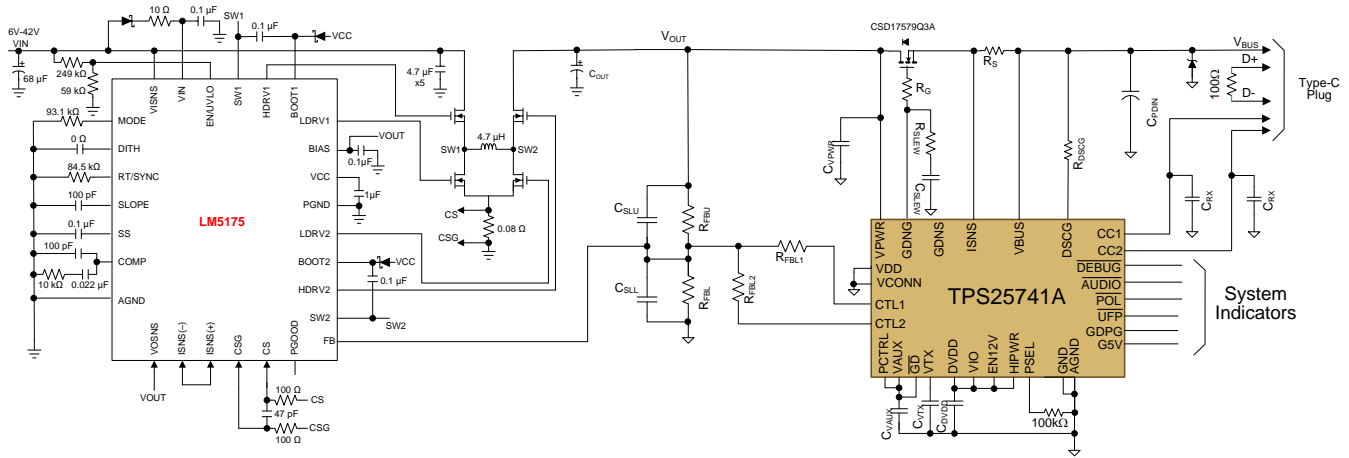 6V-42V
VIN
68 µF
10 Ω
0.1 µF
SW1
0.1 µF
VCC
249 kΩ
59 kΩ
4.7 µF
x5
COUT
VOUT
CSD17579Q3A
RG
RS
VBUS
D+
D-
100Ω
Type-C
Plug
CPDIN
RSLEW
CSLEW
CVPWR
RDSCG
CRX
CRX
VISNS
VIN
EN/UVLO
SW1
HDRV1
BOOT1
93.1 kΩ
MODE
0 Ω
DITH
84.5 kΩ
RT/SYNC
100 pF
SLOPE
0.1 µF
SS
100 pF
COMP
10 kΩ
0.022 µF
AGND
LM5175
LDRV1
BIAS
VCC
PGND
LDRV2
BOOT2
HDRV2
SW2
FB
VOUT
0.1µF
1µF
VCC
0.1 µF
SW2
SW1
4.7 µH
SW2
CS
CSG
0.08 Ω
VOSNS
ISNS(–)
ISNS(+)
CSG
CS
PGOOD
VOUT
100 Ω
CS
47 pF
CSG
100 Ω
CSLU
RFBU
CSLL
RFBL
RFBL2
RFBL1
VPWR
GDNG
GDNS
ISNS
VBUS
DSCG
VDD
VCONN
CTL1
CTL2
TPS25741A
CC1
CC2
DEBUG
AUDIO
POL
UFP
GDPG
G5V
System
Indicators
PCTRL
VAUX
GD
VTX
DVDD
VIO
EN12V
HIPWR
PSEL
GND
AGND
CVAUX
CVTX
CDVDD
100kΩ